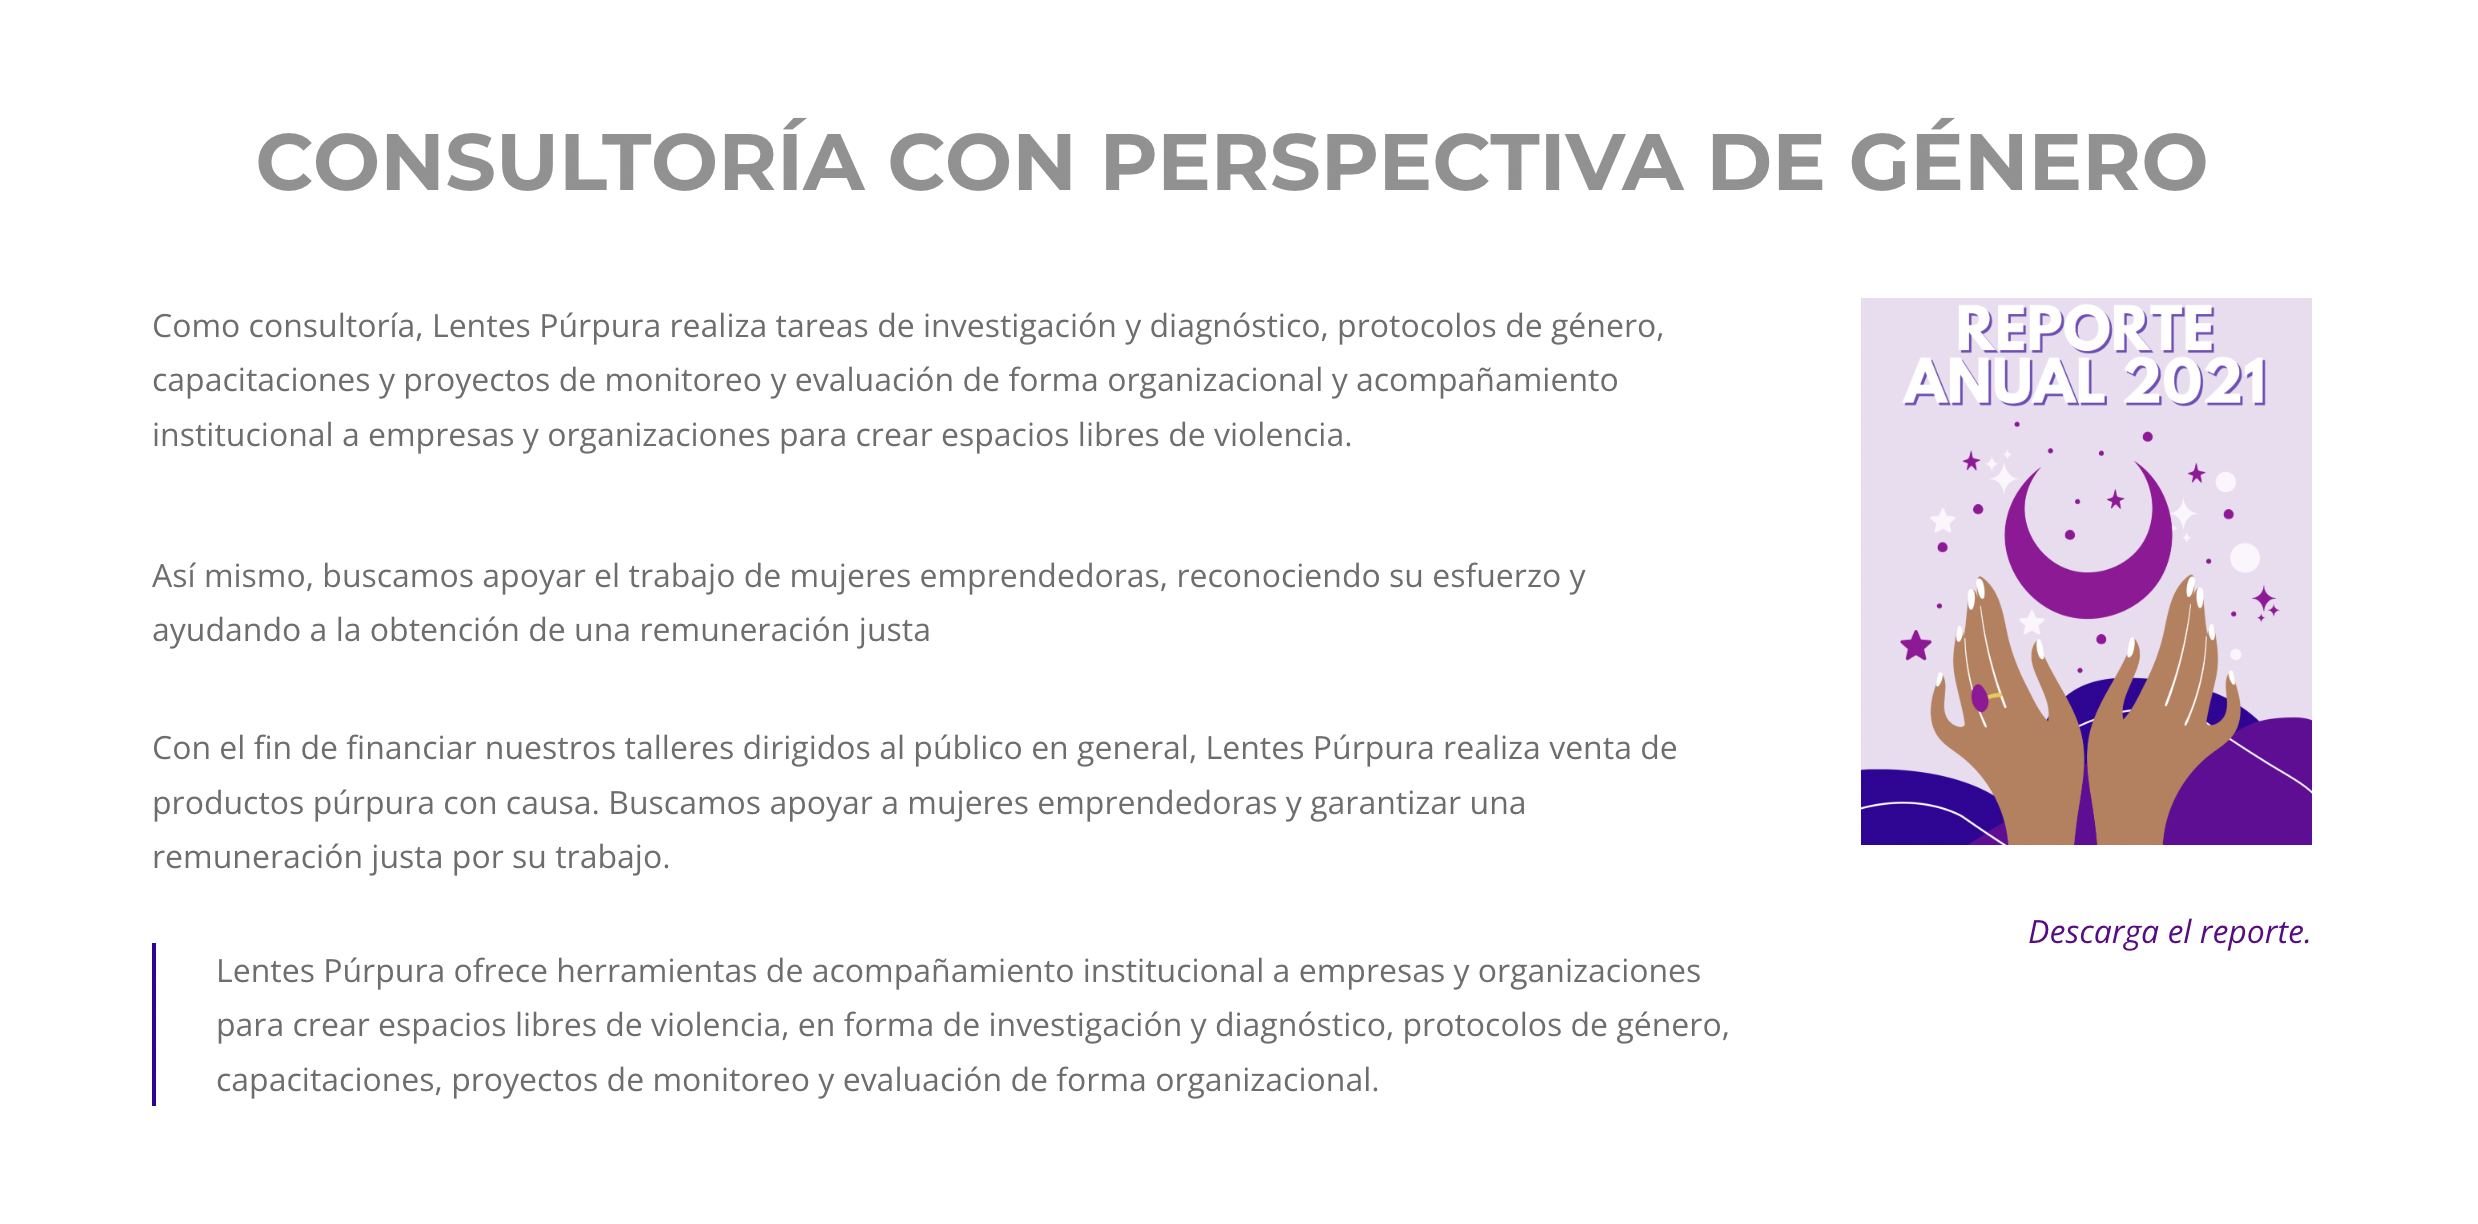 CONSULTORÍA CON PERSPECTIVA DE GÉNERO
Como consultoría, Lentes Púrpura realiza tareas de investigación y diagnóstico, protocolos de género,
capacitaciones y proyectos de monitoreo y evaluación de forma organizacional y acompañamiento
institucional a empresas y organizaciones para crear espacios libres de violencia.
Así mismo, buscamos apoyar el trabajo de mujeres emprendedoras, reconociendo su esfuerzo y
ayudando a la obtención de una remuneración justa
Con el fin de financiar nuestros talleres dirigidos al público en general, Lentes Púrpura realiza venta de
productos púrpura con causa. Buscamos apoyar a mujeres emprendedoras y garantizar una
remuneración justa por su trabajo.
Lentes Púrpura ofrece herramientas de acompañamiento institucional a empresas y organizaciones
para crear espacios libres de violencia, en forma de investigación y diagnóstico, protocolos de género,
capacitaciones, proyectos de monitoreo y evaluación de forma organizacional.
REPORTE
ANUAL 2021
Descarga el reporte.